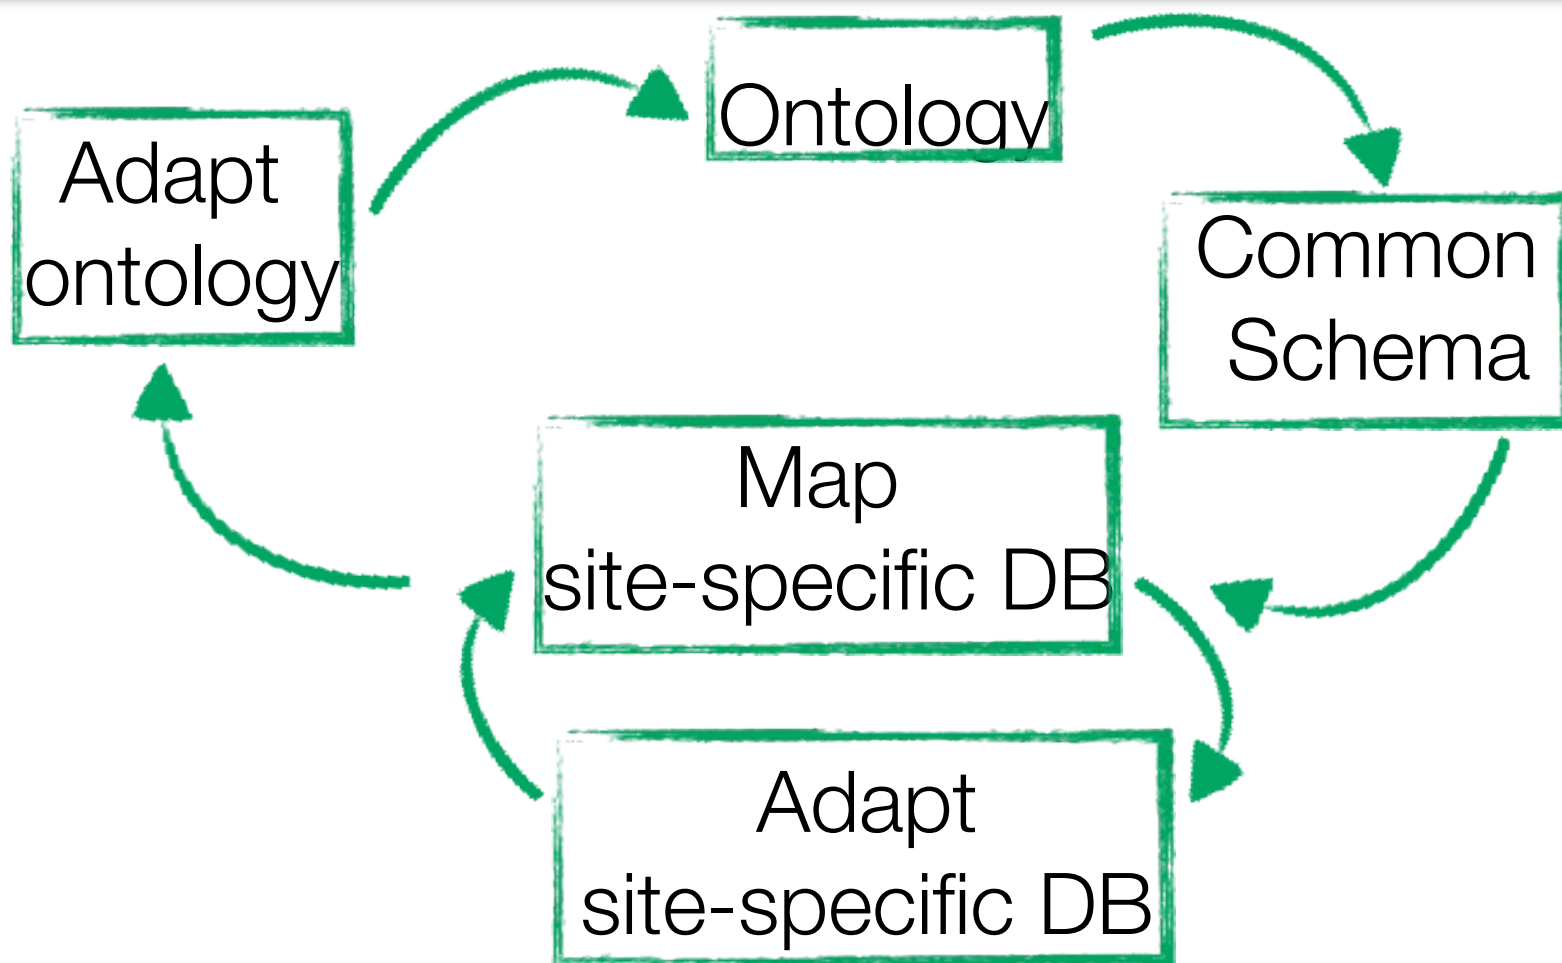 Ontology
Adapt
ontology
Common
Schema
Map
site-specific DB
Adapt
site-specific DB